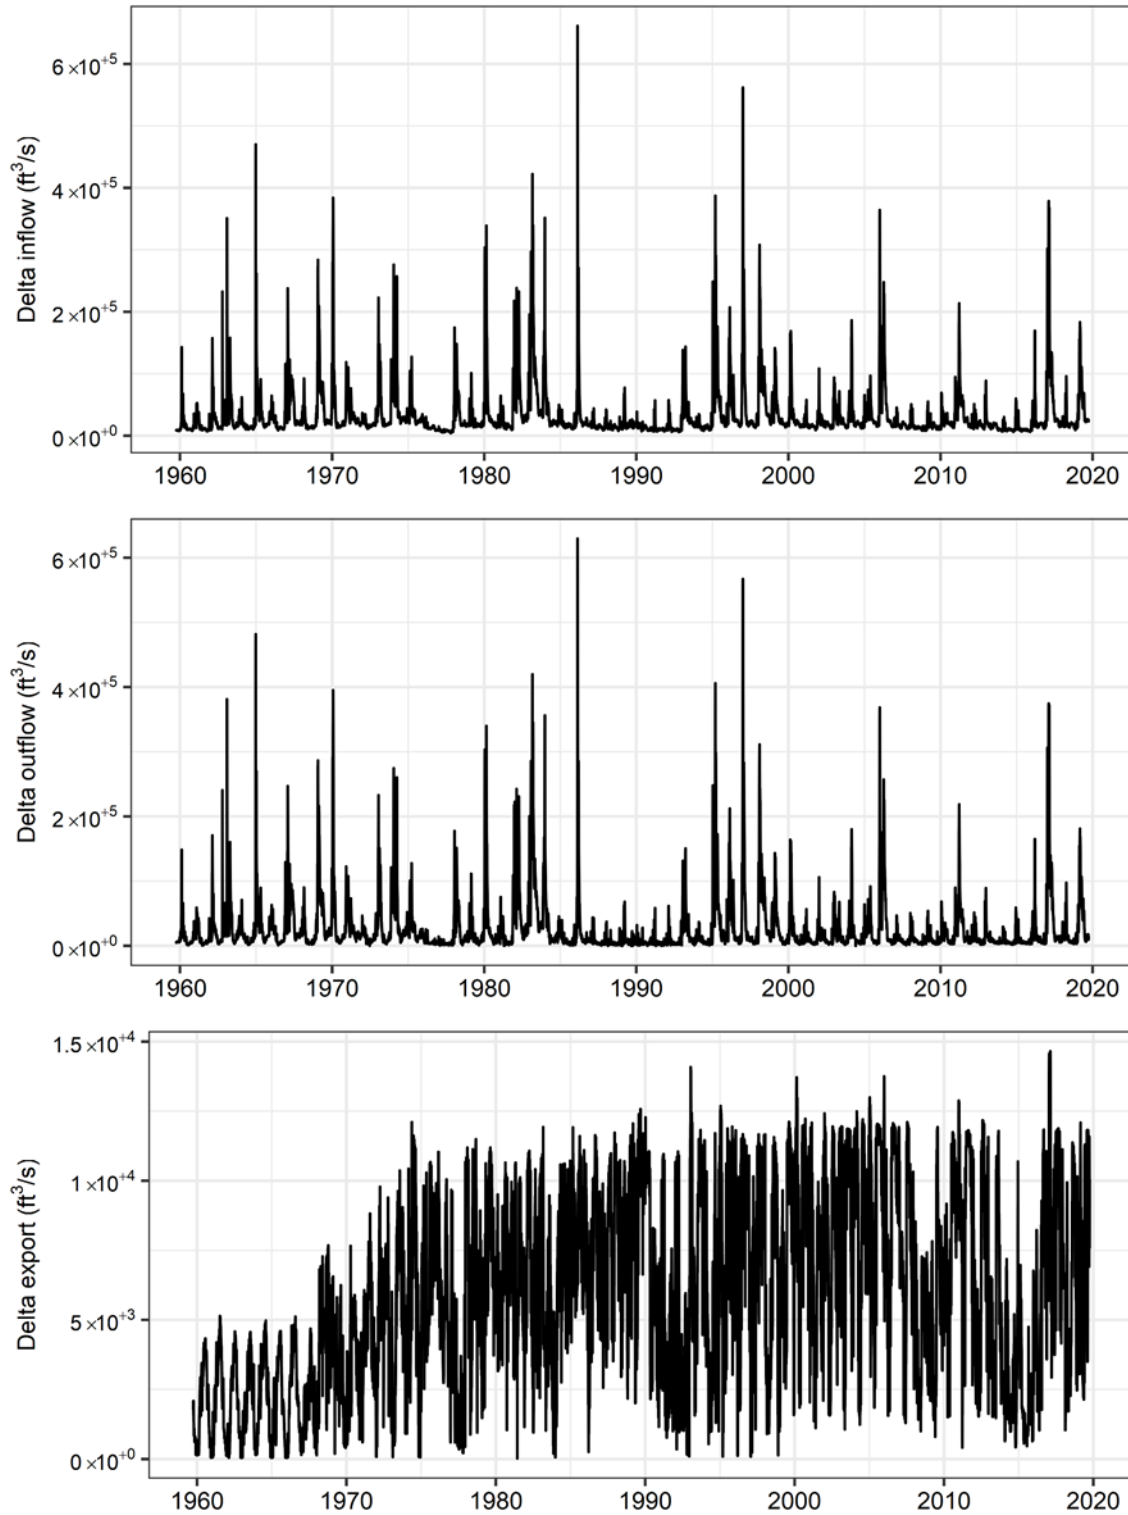 Delta inflow (ft³/s)
6×10⁺⁵
4×10⁺⁵
2×10⁺⁵
0×10⁺⁰
1960 1970 1980 1990 2000 2010 2020
Delta outflow (ft³/s)
6×10⁺⁵
4×10⁺⁵
2×10⁺⁵
0×10⁺⁰
1960 1970 1980 1990 2000 2010 2020
Delta export (ft³/s)
1.5×10⁺⁴
1×10⁺⁴
5×10⁺³
0×10⁺⁰
1960 1970 1980 1990 2000 2010 2020